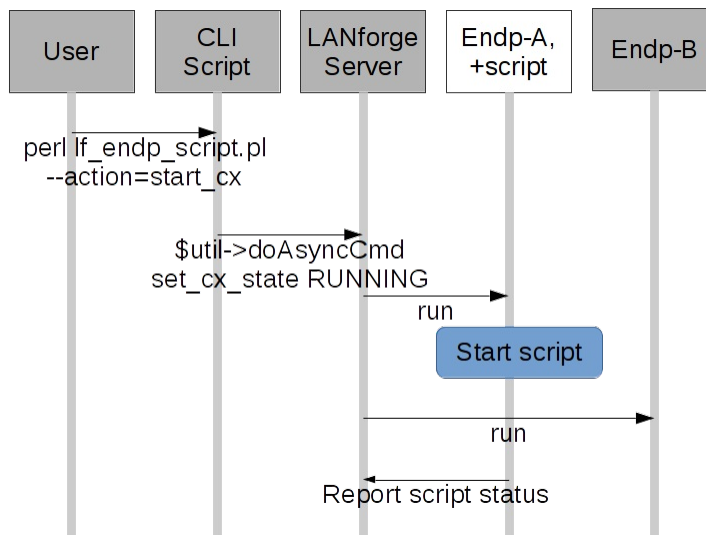 User
CLI
Script
LANforge
Server
Endp-A,
+script
Endp-B
perl lf_endp_script.pl
--action=start_cx
$util->doAsyncCmd
set_cx_state RUNNING
run
Start script
run
Report script status